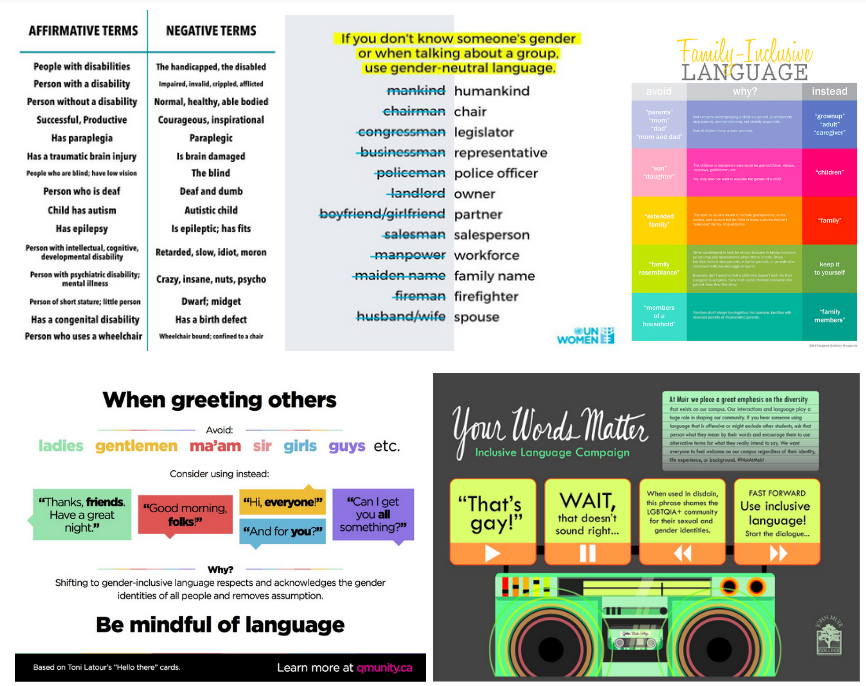 AFFIRMATIVE TERMS NEGATIVE TERMS
People with disabilities The handicapped, the disabled
Person with a disability Impaired, invalid, crippled, afflicted
Person without a disability Normal, healthy, able bodied
Successful, Productive Courageous, inspirational
Has paraplegia Paraplegic
Has a traumatic brain injury Is brain damaged
People who are blind; have low vision The blind
Person who is deaf Deaf and dumb
Child has autism Autistic child
Has epilepsy Is epileptic; has fits
Person with intellectual, cognitive,
developmental disability Retarded, slow, idiot, moron
Person with psychiatric disability;
mental illness Crazy, insane, nuts, psycho
Person of short stature; little person Dwarf; midget
Has a congenital disability Has a birth defect
Person who uses a wheelchair Wheelchair bound; confined to a chair
If you don't know someone's gender
or when talking about a group,
use gender-neutral language.
mankind humankind
chairman chair
congressman legislator
businessman representative
policeman police officer
landlord owner
boyfriend/girlfriend partner
salesman salesperson
manpower workforce
maiden name family name
fireman firefighter
husband/wife spouse
UN
WOMEN
Family-Inclusive
LANGUAGE
avoid why? instead
"parents"
"mom"
"dad"
"mom and dad"
"grownup"
"adult"
"caregiver"
"son"
"daughter"
"children"
"extended
family"
"family"
"family
resemblance"
keep it
to yourself
"members
of a
household"
"family
members"
When greeting others
Avoid:
ladies gentlemen ma'am sir girls guys etc.
Consider using instead:
"Thanks, friends.
Have a great
night."
"Good morning,
folks!"
"Hi, everyone!"
"And for you?"
"Can I get
you all
something?"
Why?
Shifting to gender-inclusive language respects and acknowledges the gender
identities of all people and removes assumption.
Be mindful of language
Based on Toni Latour's "Hello there" cards. Learn more at qmunity.ca
Your Words Matter
Inclusive Language Campaign
At Muir we place a great emphasis on the diversity
that exists on our campus. Our interactions and language play a
huge role in shaping our community. If you hear someone using
language that is offensive or might exclude other students, ask that
person what they mean by their words and encourage them to use
alternative terms for what they really intend to say. We want
everyone to feel welcome on our campus regardless of their identity,
life experience, or background.
"That's
gay!"
WAIT,
that doesn't
sound right...
When used in disdain,
this phrase shames the
LGBTQIA+ community
for their sexual and
gender identities.
FAST FORWARD
Use inclusive
language!
Start the dialogue...
JOHN MUIR
COLLEGE